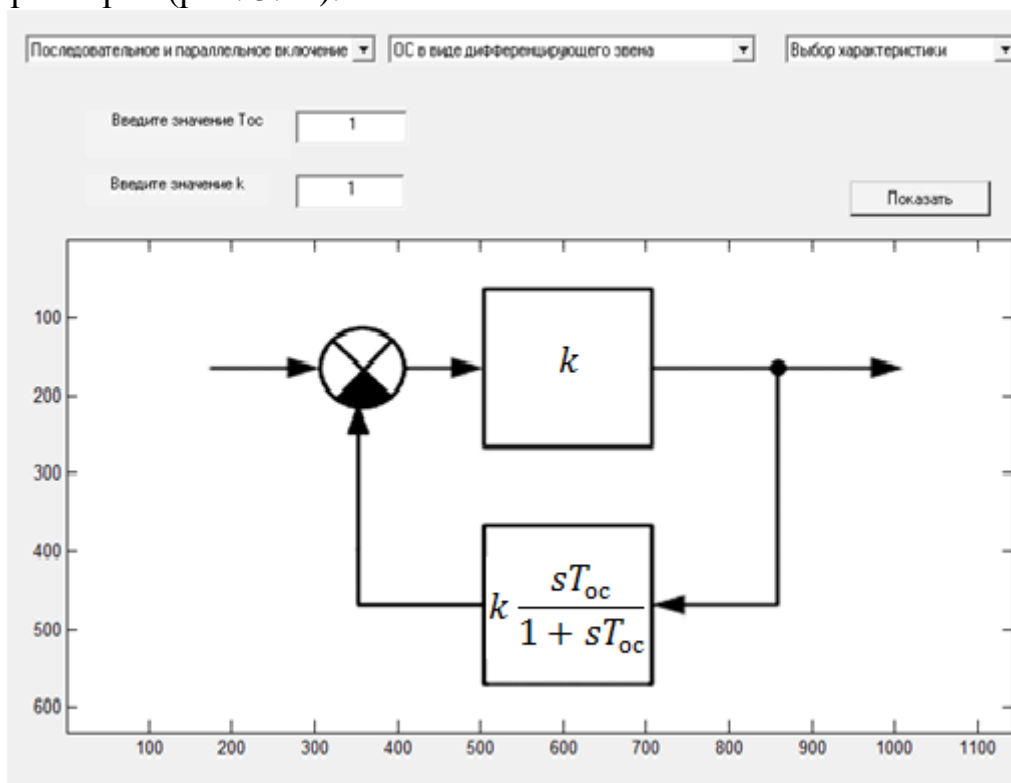 Последовательное и параллельное включение
ОС в виде дифференцирующего звена
Выбор характеристики
Введите значение Тос
1
Введите значение k
1
Показать
100
200
300
400
500
600
k
k sTос
1 + sTос
100 200 300 400 500 600 700 800 900 1000 1100